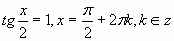 tg x/2 = 1, x = π/2 + 2πk, k ∈ z